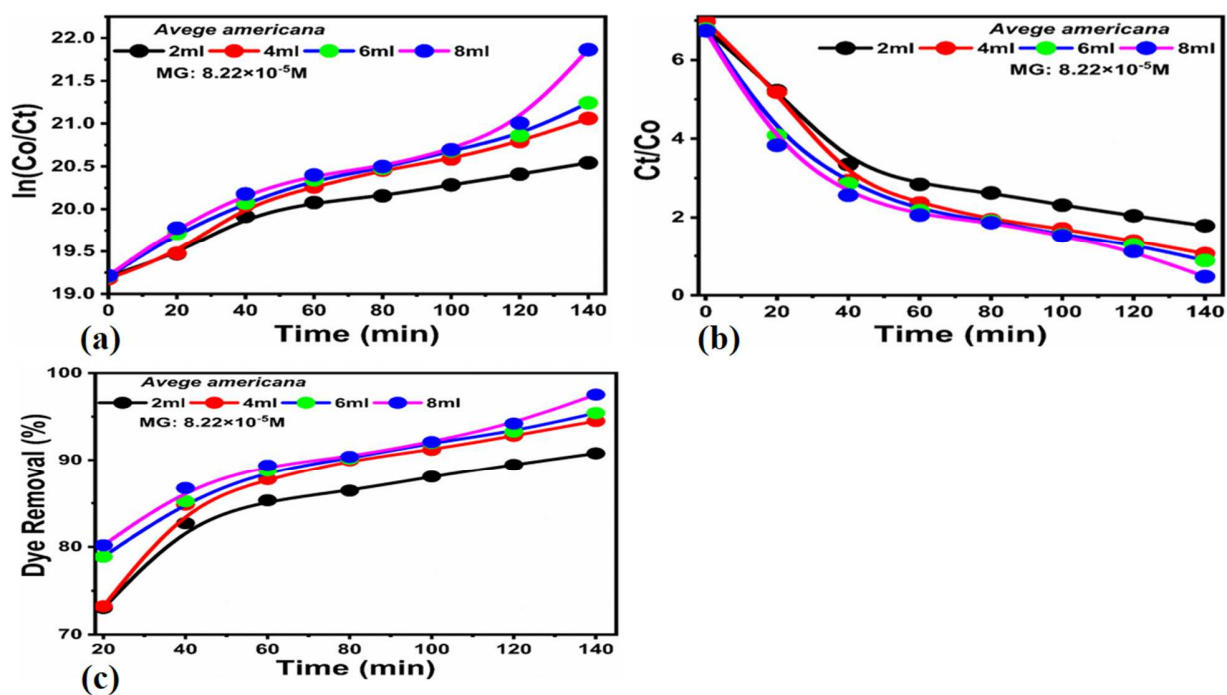 Avege americana
2ml 4ml 6ml 8ml
MG: 8.22×10⁻⁵M
ln(Co/Ct)
22.0
21.5
21.0
20.5
20.0
19.5
19.0
0 20 40 60 80 100 120 140
Time (min)
(a)
Avege americana
2ml 4ml 6ml 8ml
MG: 8.22×10⁻⁵M
Ct/Co
6
4
2
0
0 20 40 60 80 100 120 140
Time (min)
(b)
Avege americana
2ml 4ml 6ml 8ml
MG: 8.22×10⁻⁵M
Dye Removal (%)
100
90
80
70
20 40 60 80 100 120 140
Time (min)
(c)